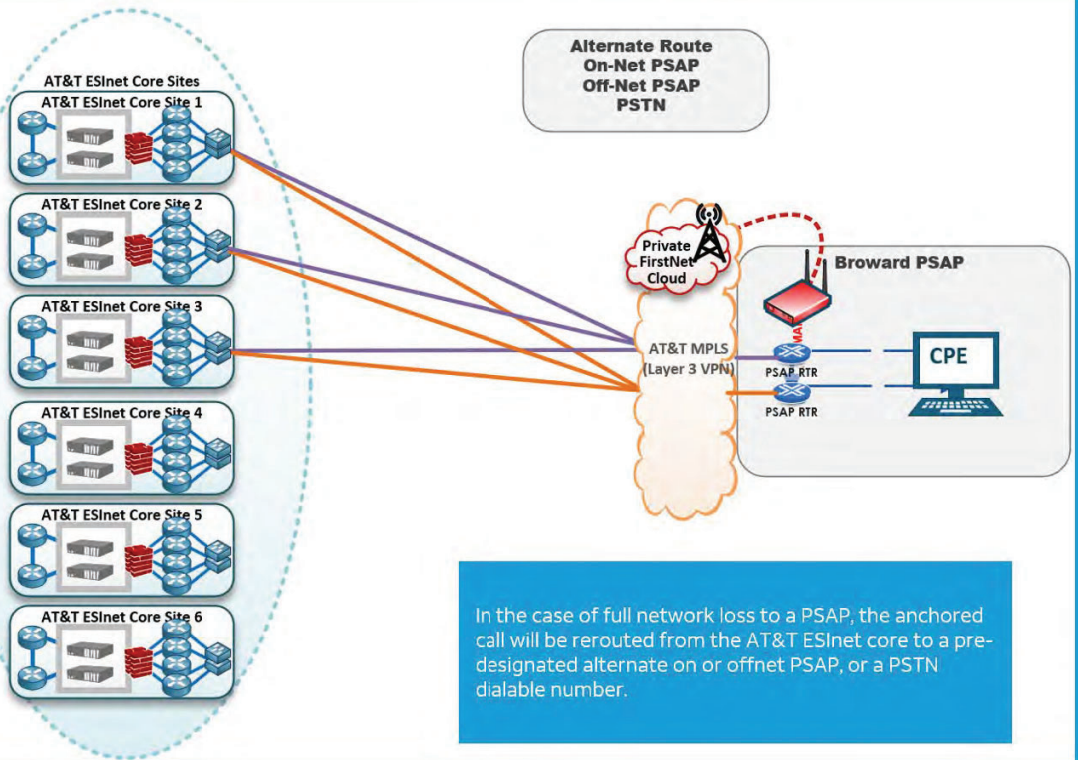 Alternate Route
On-Net PSAP
Off-Net PSAP
PSTN
AT&T ESInet Core Sites
AT&T ESInet Core Site 1
AT&T ESInet Core Site 2
AT&T ESInet Core Site 3
AT&T ESInet Core Site 4
AT&T ESInet Core Site 5
AT&T ESInet Core Site 6
Private
FirstNet
Cloud
AT&T MPLS
(Layer 3 VPN)
Broward PSAP
PSAP RTR
PSAP RTR
CPE
In the case of full network loss to a PSAP, the anchored
call will be rerouted from the AT&T ESInet core to a pre-
designated alternate on or offnet PSAP, or a PSTN
dialable number.